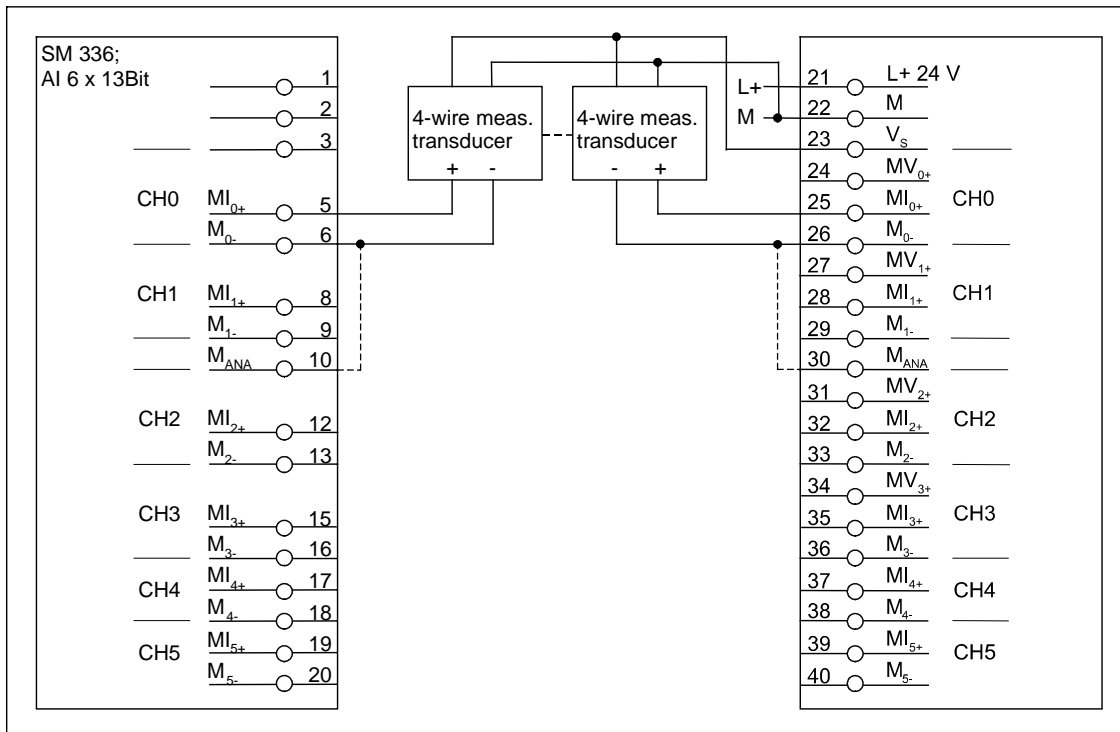 SM 336;
AI 6 x 13Bit
1
2
3
CH0 MI0+ 5
M0- 6
CH1 MI1+ 8
M1- 9
MANA 10
CH2 MI2+ 12
M2- 13
CH3 MI3+ 15
M3- 16
CH4 MI4+ 17
M4- 18
CH5 MI5+ 19
M5- 20
4-wire meas.
transducer
+ -
4-wire meas.
transducer
- +
L+
M
21 L+ 24 V
22 M
23 VS
24 MV0+
25 MI0+ CH0
26 M0-
27 MV1+
28 MI1+ CH1
29 M1-
30 MANA
31 MV2+
32 MI2+ CH2
33 M2-
34 MV3+
35 MI3+ CH3
36 M3-
37 MI4+ CH4
38 M4-
39 MI5+ CH5
40 M5-